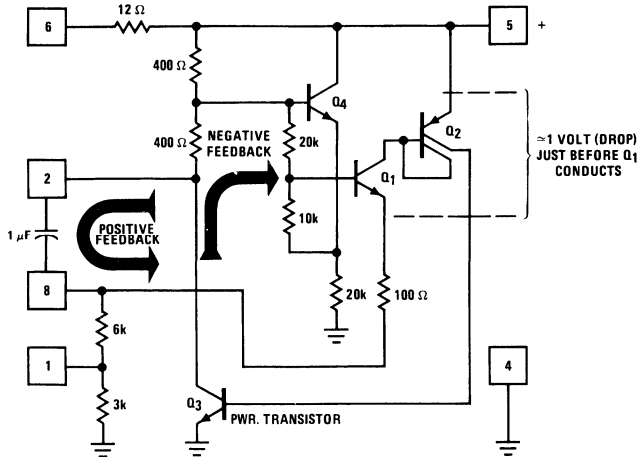 12 Ω
6
5
+
400 Ω
Q4
400 Ω
NEGATIVE
FEEDBACK
20k
Q2
≃1 VOLT (DROP)
JUST BEFORE Q1
CONDUCTS
2
Q1
1 μF
POSITIVE
FEEDBACK
10k
8
20k
100 Ω
6k
1
4
3k
Q3
PWR. TRANSISTOR